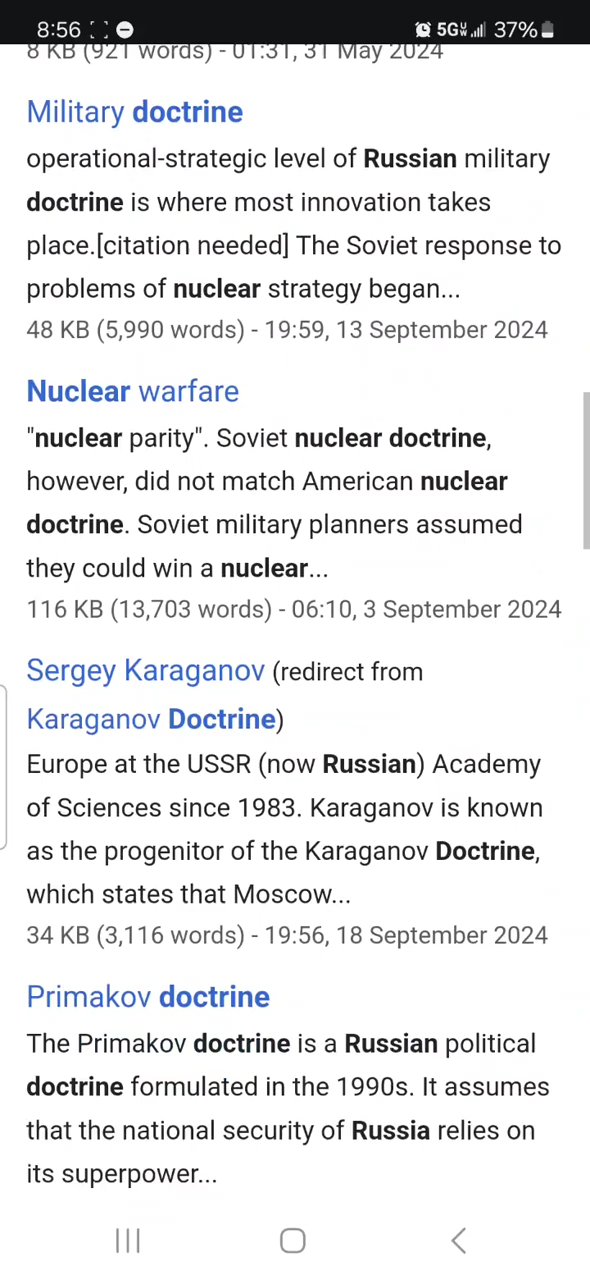 8:56 5G 37%
8 KB (921 words) - 01:31, 31 May 2024
Military doctrine
operational-strategic level of Russian military
doctrine is where most innovation takes
place.[citation needed] The Soviet response to
problems of nuclear strategy began...
48 KB (5,990 words) - 19:59, 13 September 2024
Nuclear warfare
"nuclear parity". Soviet nuclear doctrine,
however, did not match American nuclear
doctrine. Soviet military planners assumed
they could win a nuclear...
116 KB (13,703 words) - 06:10, 3 September 2024
Sergey Karaganov (redirect from
Karaganov Doctrine)
Europe at the USSR (now Russian) Academy
of Sciences since 1983. Karaganov is known
as the progenitor of the Karaganov Doctrine,
which states that Moscow...
34 KB (3,116 words) - 19:56, 18 September 2024
Primakov doctrine
The Primakov doctrine is a Russian political
doctrine formulated in the 1990s. It assumes
that the national security of Russia relies on
its superpower...